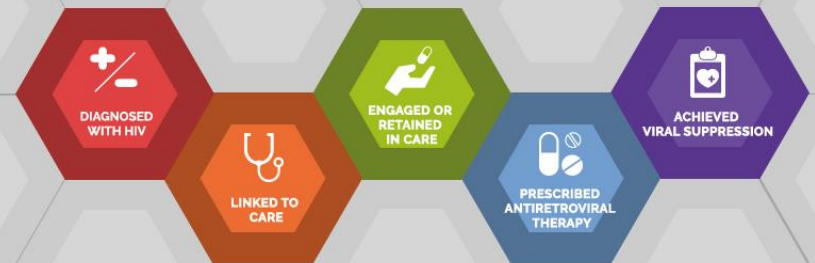 DIAGNOSED
WITH HIV
LINKED TO
CARE
ENGAGED OR
RETAINED
IN CARE
PRESCRIBED
ANTIRETROVIRAL
THERAPY
ACHIEVED
VIRAL SUPPRESSION